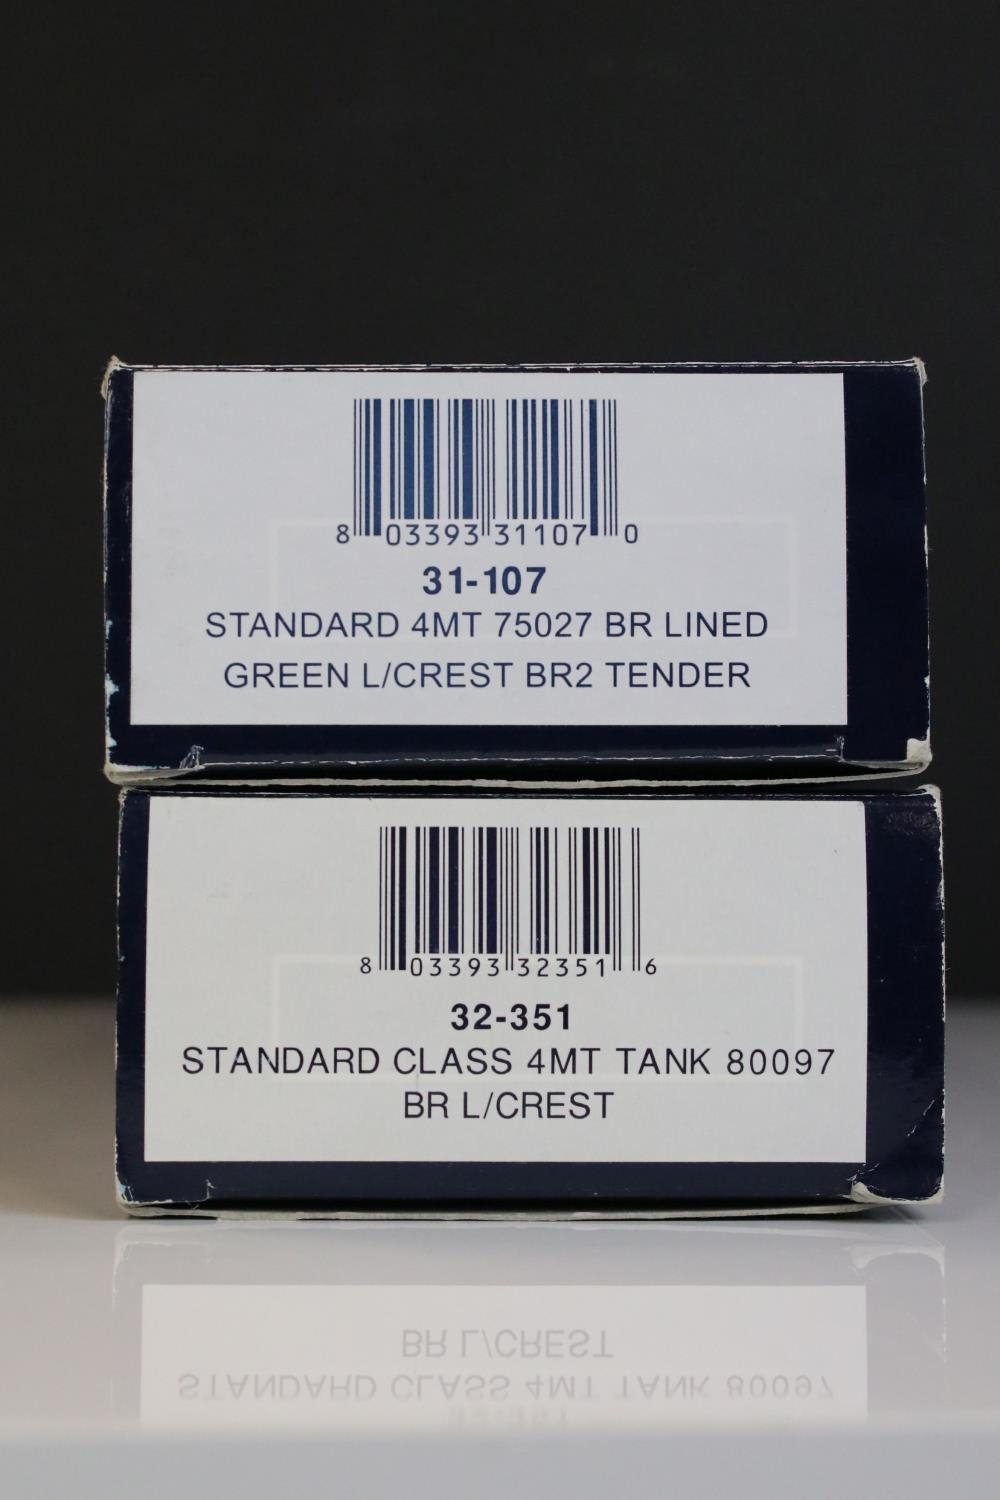 8 03393 31107 0
31-107
STANDARD 4MT 75027 BR LINED
GREEN L/CREST BR2 TENDER
8 03393 32351 6
32-351
STANDARD CLASS 4MT TANK 80097
BR L/CREST